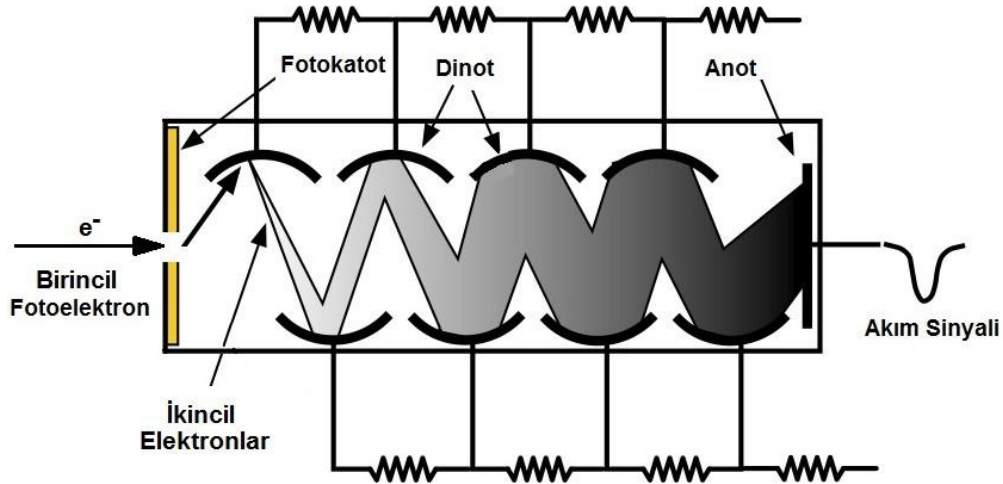 Fotokatot
Dinot
Anot
e-
Birincil
Fotoelektron
Akım Sinyali
İkincil
Elektronlar